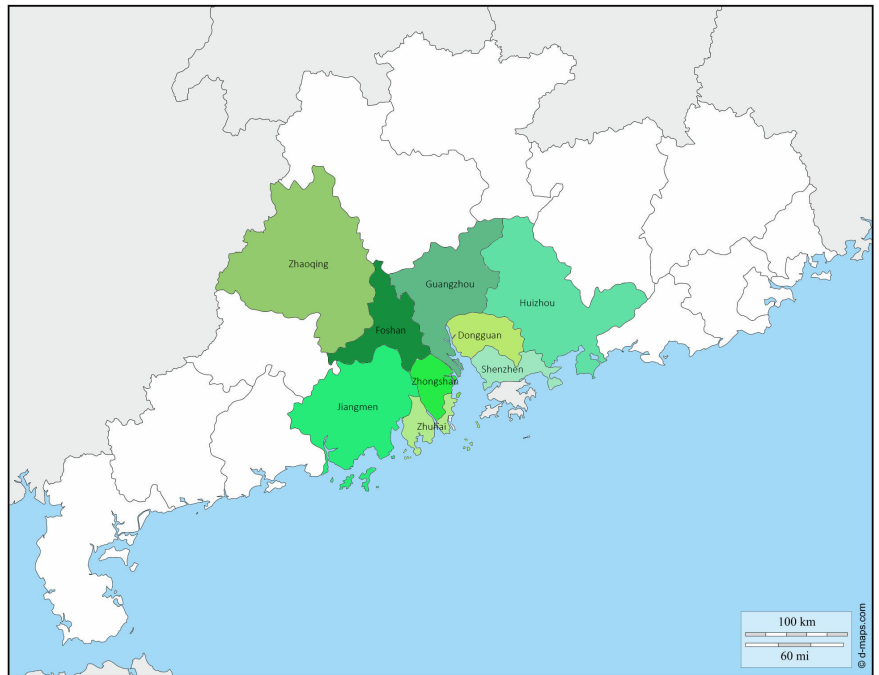 Zhaoqing
Guangzhou
Huizhou
Foshan
Dongguan
Shenzhen
Zhongshan
Jiangmen
Zhuhai
100 km
60 mi
© d-maps.com